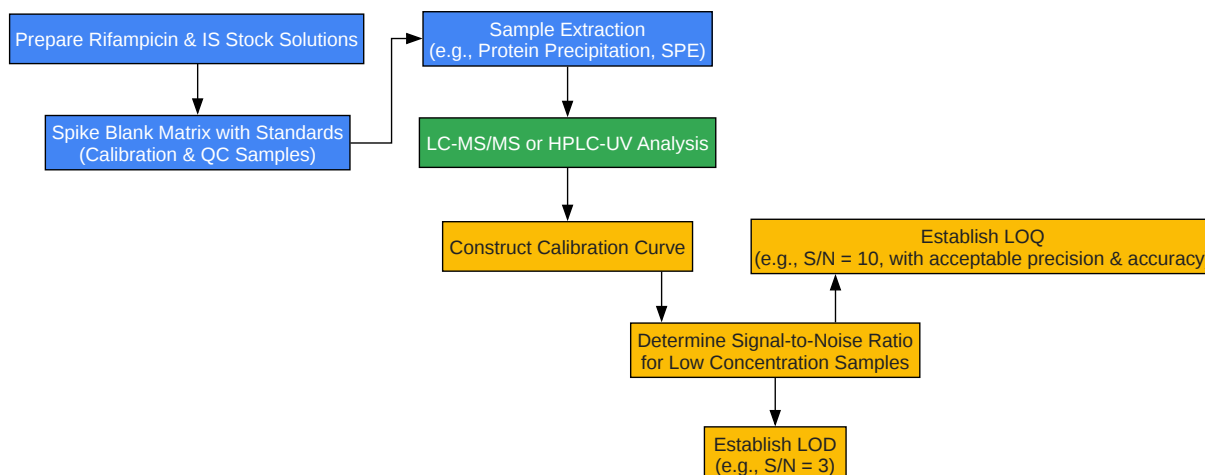 Prepare Rifampicin & IS Stock Solutions
Spike Blank Matrix with Standards
(Calibration & QC Samples)
Sample Extraction
(e.g., Protein Precipitation, SPE)
LC-MS/MS or HPLC-UV Analysis
Construct Calibration Curve
Determine Signal-to-Noise Ratio
for Low Concentration Samples
Establish LOQ
(e.g., S/N = 10, with acceptable precision & accuracy
Establish LOD
(e.g., S/N = 3)